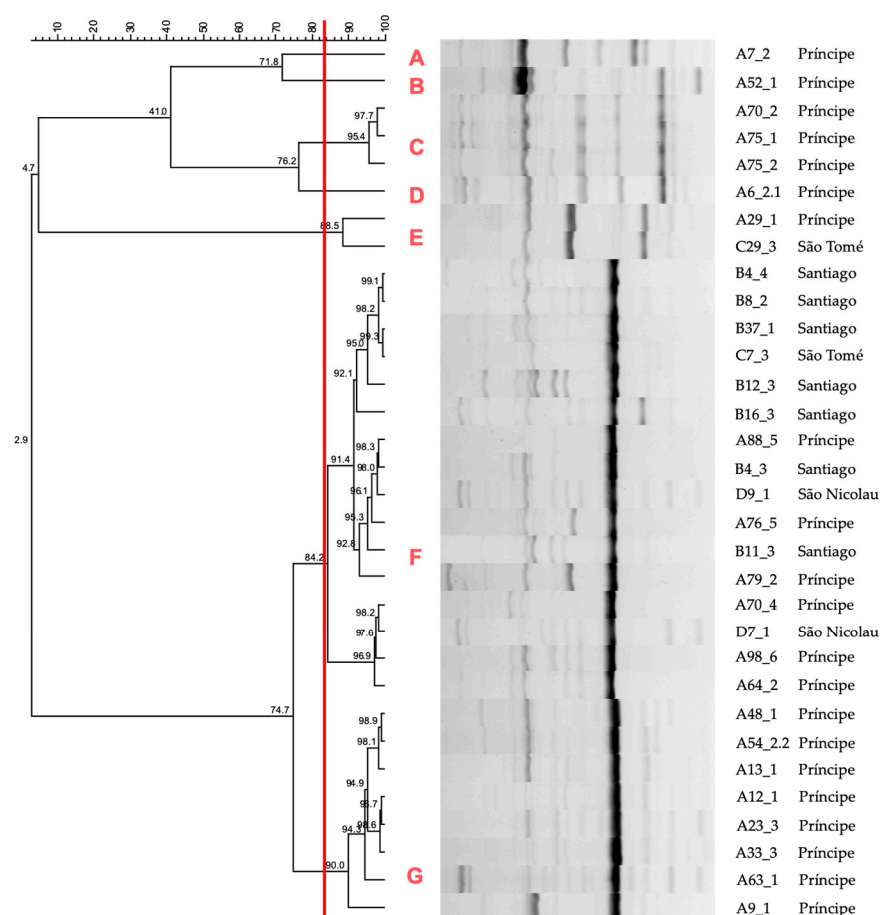 10 20 30 40 50 60 70 80 90 100
A A7_2 Príncipe
71.8
B A52_1 Príncipe
41.0 97.7 A70_2 Príncipe
95.4 C A75_1 Príncipe
4.7 76.2 A75_2 Príncipe
D A6_2.1 Príncipe
A29_1 Príncipe
88.5
E C29_3 São Tomé
B4_4 Santiago
99.1
B8_2 Santiago
98.2
B37_1 Santiago
99.3
95.0
C7_3 São Tomé
92.1
B12_3 Santiago
B16_3 Santiago
2.9 98.3 A88_5 Príncipe
91.4 98.0 B4_3 Santiago
96.1 D9_1 São Nicolau
95.3 A76_5 Príncipe
92.8 B11_3 Santiago
84.2 F
A79_2 Príncipe
A70_4 Príncipe
98.2
97.6 D7_1 São Nicolau
96.9 A98_6 Príncipe
A64_2 Príncipe
74.7 A48_1 Príncipe
98.9
98.1 A54_2.2 Príncipe
A13_1 Príncipe
94.9
A12_1 Príncipe
94.3 98.6 A23_3 Príncipe
A33_3 Príncipe
90.0
G A63_1 Príncipe
A9_1 Príncipe